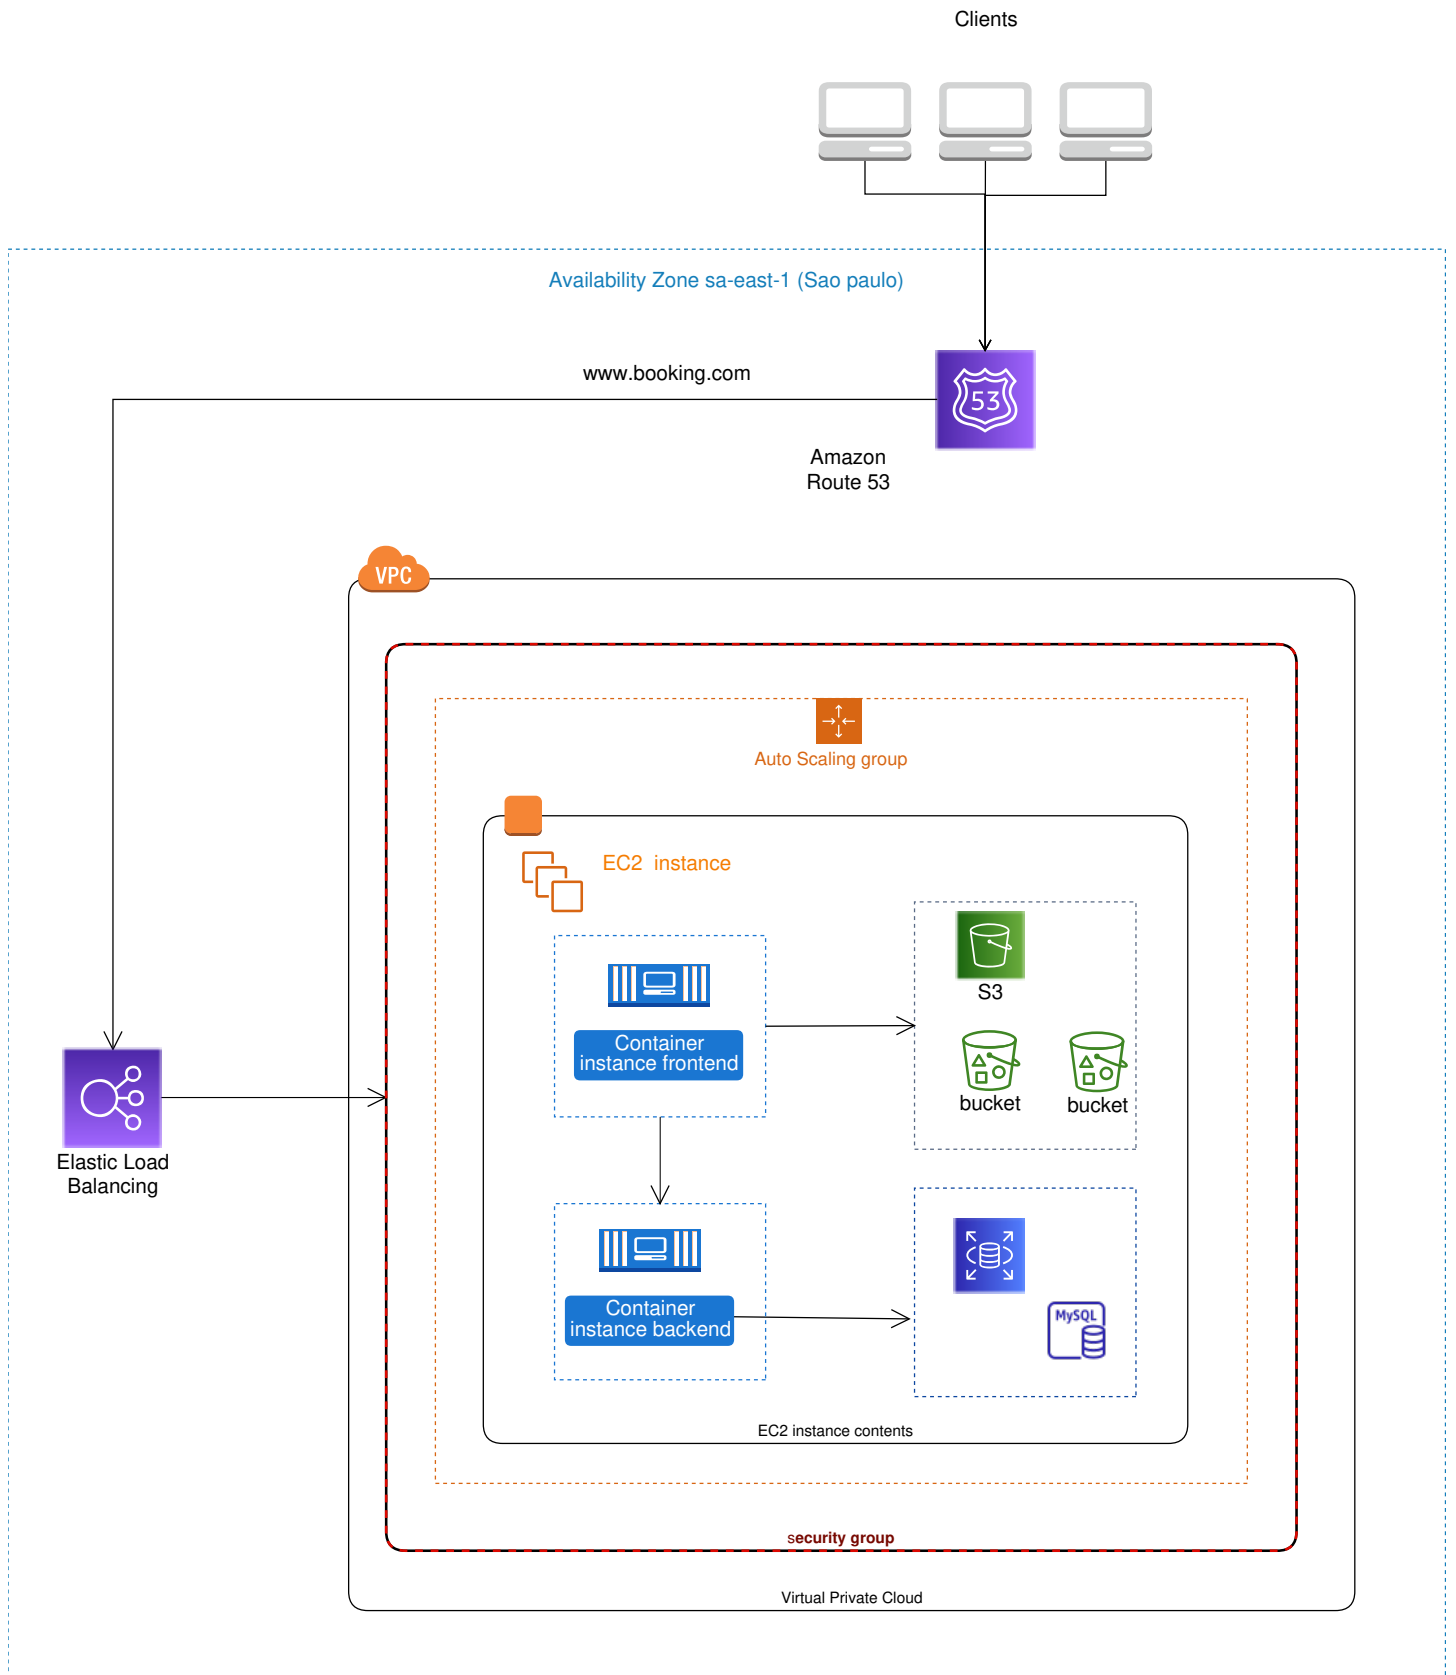 Clients
Availability Zone sa-east-1 (Sao paulo)
www.booking.com
53
Amazon
Route 53
VPC
Auto Scaling group
EC2  instance
S3
Container
instance frontend
bucket
bucket
Elastic Load
Balancing
Container
instance backend
MySQL
EC2 instance contents
security group
Virtual Private Cloud